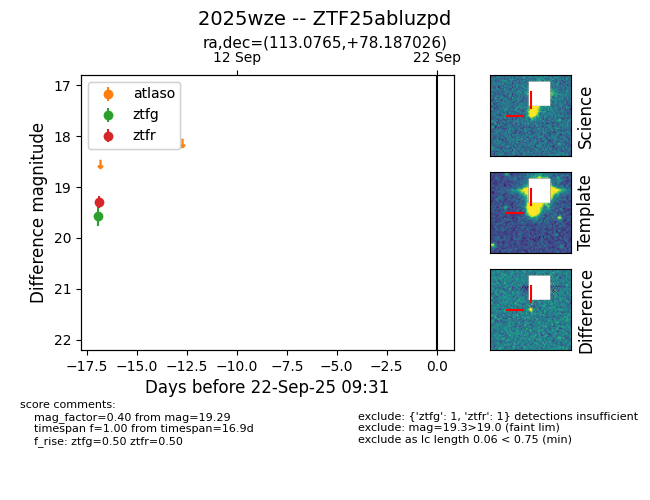 2025wze -- ZTF25abluzpd
ra,dec=(113.0765,+78.187026)
12 Sep
22 Sep
17
18
19
20
21
22
Difference magnitude
atlaso
ztfg
ztfr
−17.5
−15.0
−12.5
−10.0
−7.5
−5.0
−2.5
0.0
Days before 22-Sep-25 09:31
Science
Template
Difference
score comments:
mag_factor=0.40 from mag=19.29
timespan f=1.00 from timespan=16.9d
f_rise: ztfg=0.50 ztfr=0.50
exclude: {'ztfg': 1, 'ztfr': 1} detections insufficient
exclude: mag=19.3>19.0 (faint lim)
exclude as lc length 0.06 < 0.75 (min)